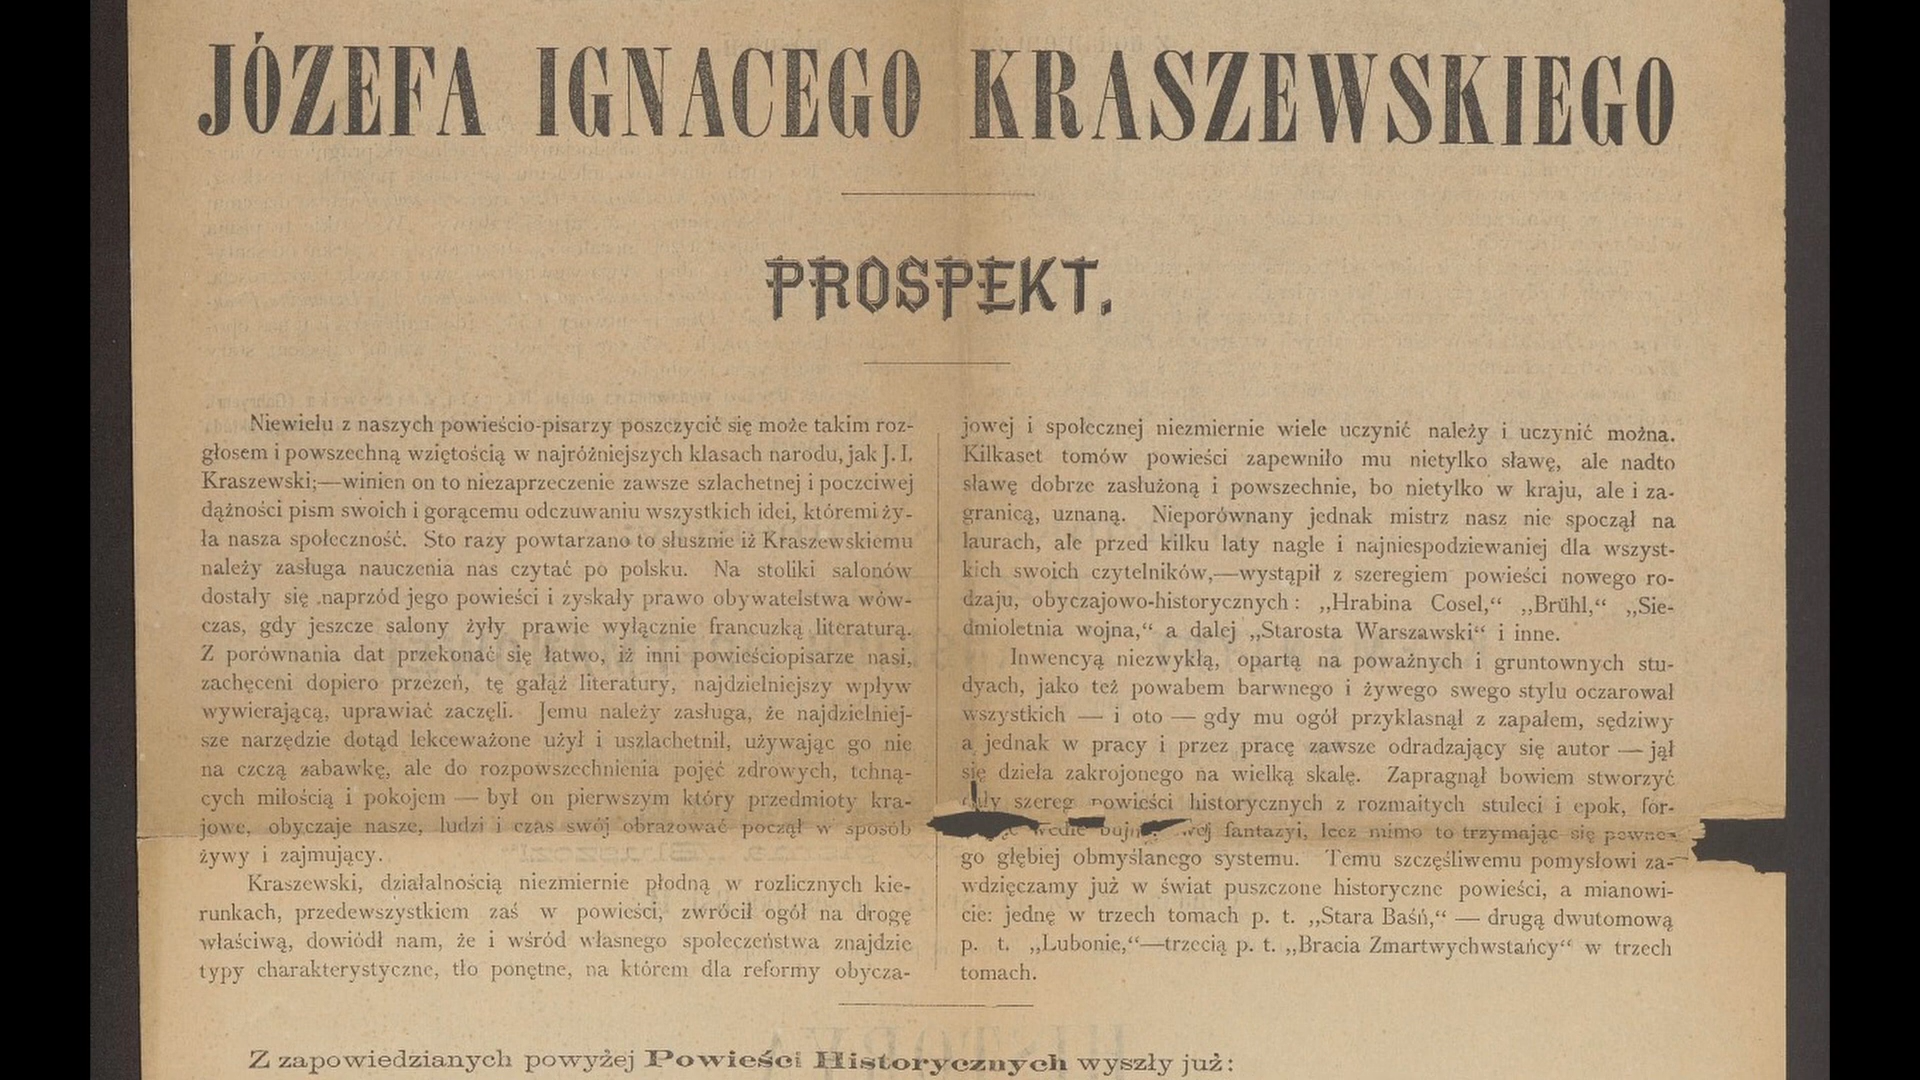 JÓZEFA IGNACEGO KRASZEWSKIEGO
PROSPEKT.
Niewielu z naszych powieścio-pisarzy poszczycić się może takim roz-
głosem i powszechną wziętością w najróżniejszych klasach narodu, jak J. I.
Kraszewski;—winien on to niezaprzeczenie zawsze szlachetnej i poczciwej
dążności pism swoich i gorącemu odczuwaniu wszystkich idei, któremi ży-
ła nasza społeczność. Sto razy powtarzano to słusznie iż Kraszewskiemu
należy zasługa nauczenia nas czytać po polsku. Na stoliki salonów
dostały się naprzód jego powieści i zyskały prawo obywatelstwa wów-
czas, gdy jeszcze salony żyły prawie wyłącznie francuzką literaturą.
Z porównania dat przekonać się łatwo, iż inni powieściopisarze nasi,
zachęceni dopiero przezeń, tę gałąź literatury, najdzielniejszy wpływ
wywierającą, uprawiać zaczęli. Jemu należy zasługa, że najdzielniej-
sze narzędzie dotąd lekceważone użył i uszlachetnił, używając go nie
na czczą zabawkę, ale do rozpowszechnienia pojęć zdrowych, tchną-
cych miłością i pokojem — był on pierwszym który przedmioty kra-
jowe, obyczaje nasze, ludzi i czas swój obrazować począł w sposób
żywy i zajmujący.
Kraszewski, działalnością niezmiernie płodną w rozlicznych kie-
runkach, przedewszystkiem zaś w powieści, zwrócił ogół na drogę
właściwą, dowiódł nam, że i wśród własnego społeczeństwa znajdzie
typy charakterystyczne, tło ponętne, na którem dla reformy obycza-
jowej i społecznej niezmiernie wiele uczynić należy i uczynić można.
Kilkaset tomów powieści zapewniło mu nietylko sławę, ale nadto
sławę dobrze zasłużoną i powszechnie, bo nietylko w kraju, ale i za-
granicą, uznaną. Nieporównany jednak mistrz nasz nie spoczął na
laurach, ale przed kilku laty nagle i najniespodziewaniej dla wszyst-
kich swoich czytelników,—wystąpił z szeregiem powieści nowego ro-
dzaju, obyczajowo-historycznych: „Hrabina Cosel,“ „Brühl,“ „Sie-
dmioletnia wojna,“ a dalej „Starosta Warszawski“ i inne.
Inwencyą niezwykłą, opartą na poważnych i gruntownych stu-
dyach, jako też powabem barwnego i żywego swego stylu oczarował
wszystkich — i oto — gdy mu ogół przyklasnął z zapałem, sędziwy
a jednak w pracy i przez pracę zawsze odradzający się autor — jął
się dzieła zakrojonego na wielką skalę. Zapragnął bowiem stworzyć
cały szereg powieści historycznych z rozmaitych stuleci i epok, for-
wedle fantazyi, lecz mimo to trzymając się pewne-
go głębiej obmyślanego systemu. Temu szczęśliwemu pomysłowi za-
wdzięczamy już w świat puszczone historyczne powieści, a mianowi-
cie: jednę w trzech tomach p. t. „Stara Baśń,“ — drugą dwutomową
p. t. „Lubonie,“—trzecią p. t. „Bracia Zmartwychwstańcy“ w trzech
tomach.
Z zapowiedzianych powyżej Powieści Historycznych wyszły już: